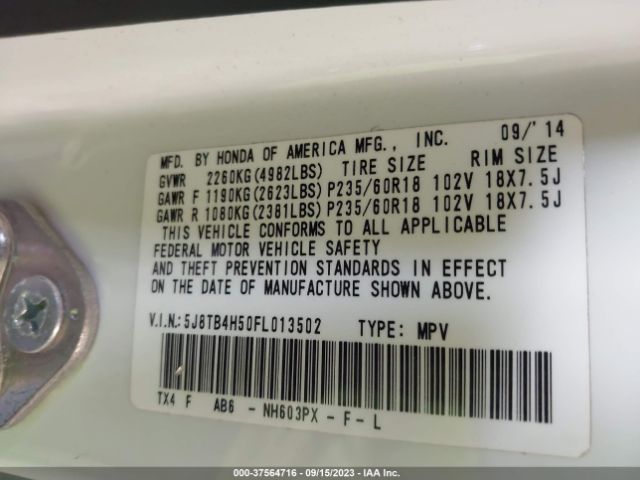 MFD. BY HONDA OF AMERICA MFG., INC. 09/'14
GVWR 2260KG(4982LBS) TIRE SIZE RIM SIZE
GAWR F 1190KG(2623LBS)P235/60R18 102V 18X7.5J
GAWR R 1080KG(2381LBS)P235/60R18 102V 18X7.5J
THIS VEHICLE CONFORMS TO ALL APPLICABLE
FEDERAL MOTOR VEHICLE SAFETY
AND THEFT PREVENTION STANDARDS IN EFFECT
ON THE DATE OF MANUFACTURE SHOWN ABOVE.
V.I.N.:5J8TB4H50FL013502 TYPE: MPV
TX4 F AB6 - NH603PX - F - L
000-37564716 - 09/15/2023 - IAA Inc.